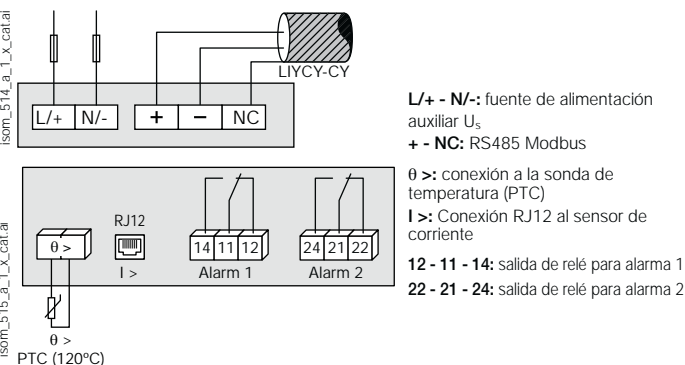 isom_514_a_1_x_cat.ai
LIYCY-CY
L/+ N/- + – NC
L/+ - N/-: fuente de alimentación
auxiliar Us
+ - NC: RS485 Modbus
θ >: conexión a la sonda de
temperatura (PTC)
I >: Conexión RJ12 al sensor de
corriente
12 - 11 - 14: salida de relé para alarma 1
22 - 21 - 24: salida de relé para alarma 2
isom_515_a_1_x_cat.ai
RJ12
θ > 14 11 12 24 21 22
I > Alarm 1 Alarm 2
θ >
PTC (120ºC)